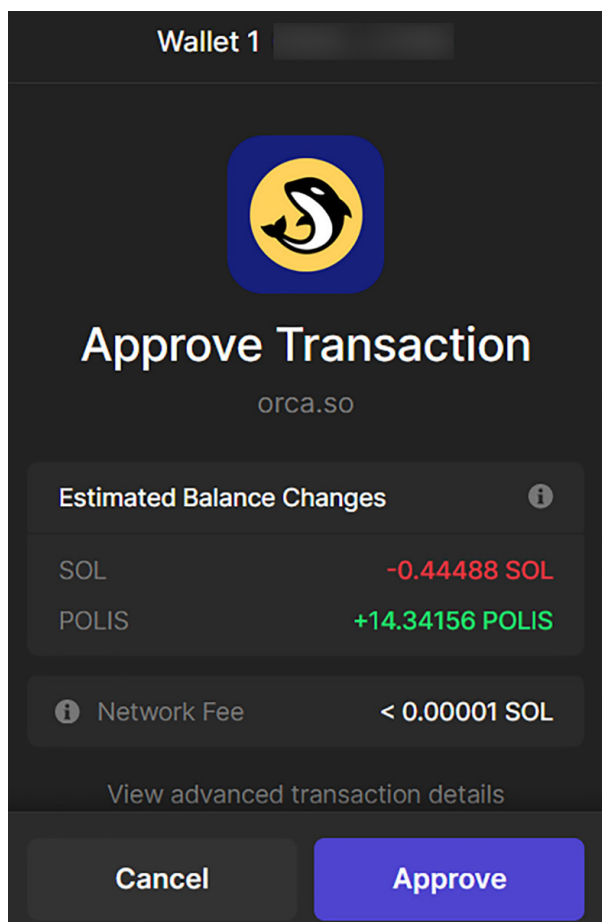 Wallet 1
Approve Transaction
orca.so
Estimated Balance Changes
SOL -0.44488 SOL
POLIS +14.34156 POLIS
Network Fee < 0.00001 SOL
View advanced transaction details
Cancel Approve